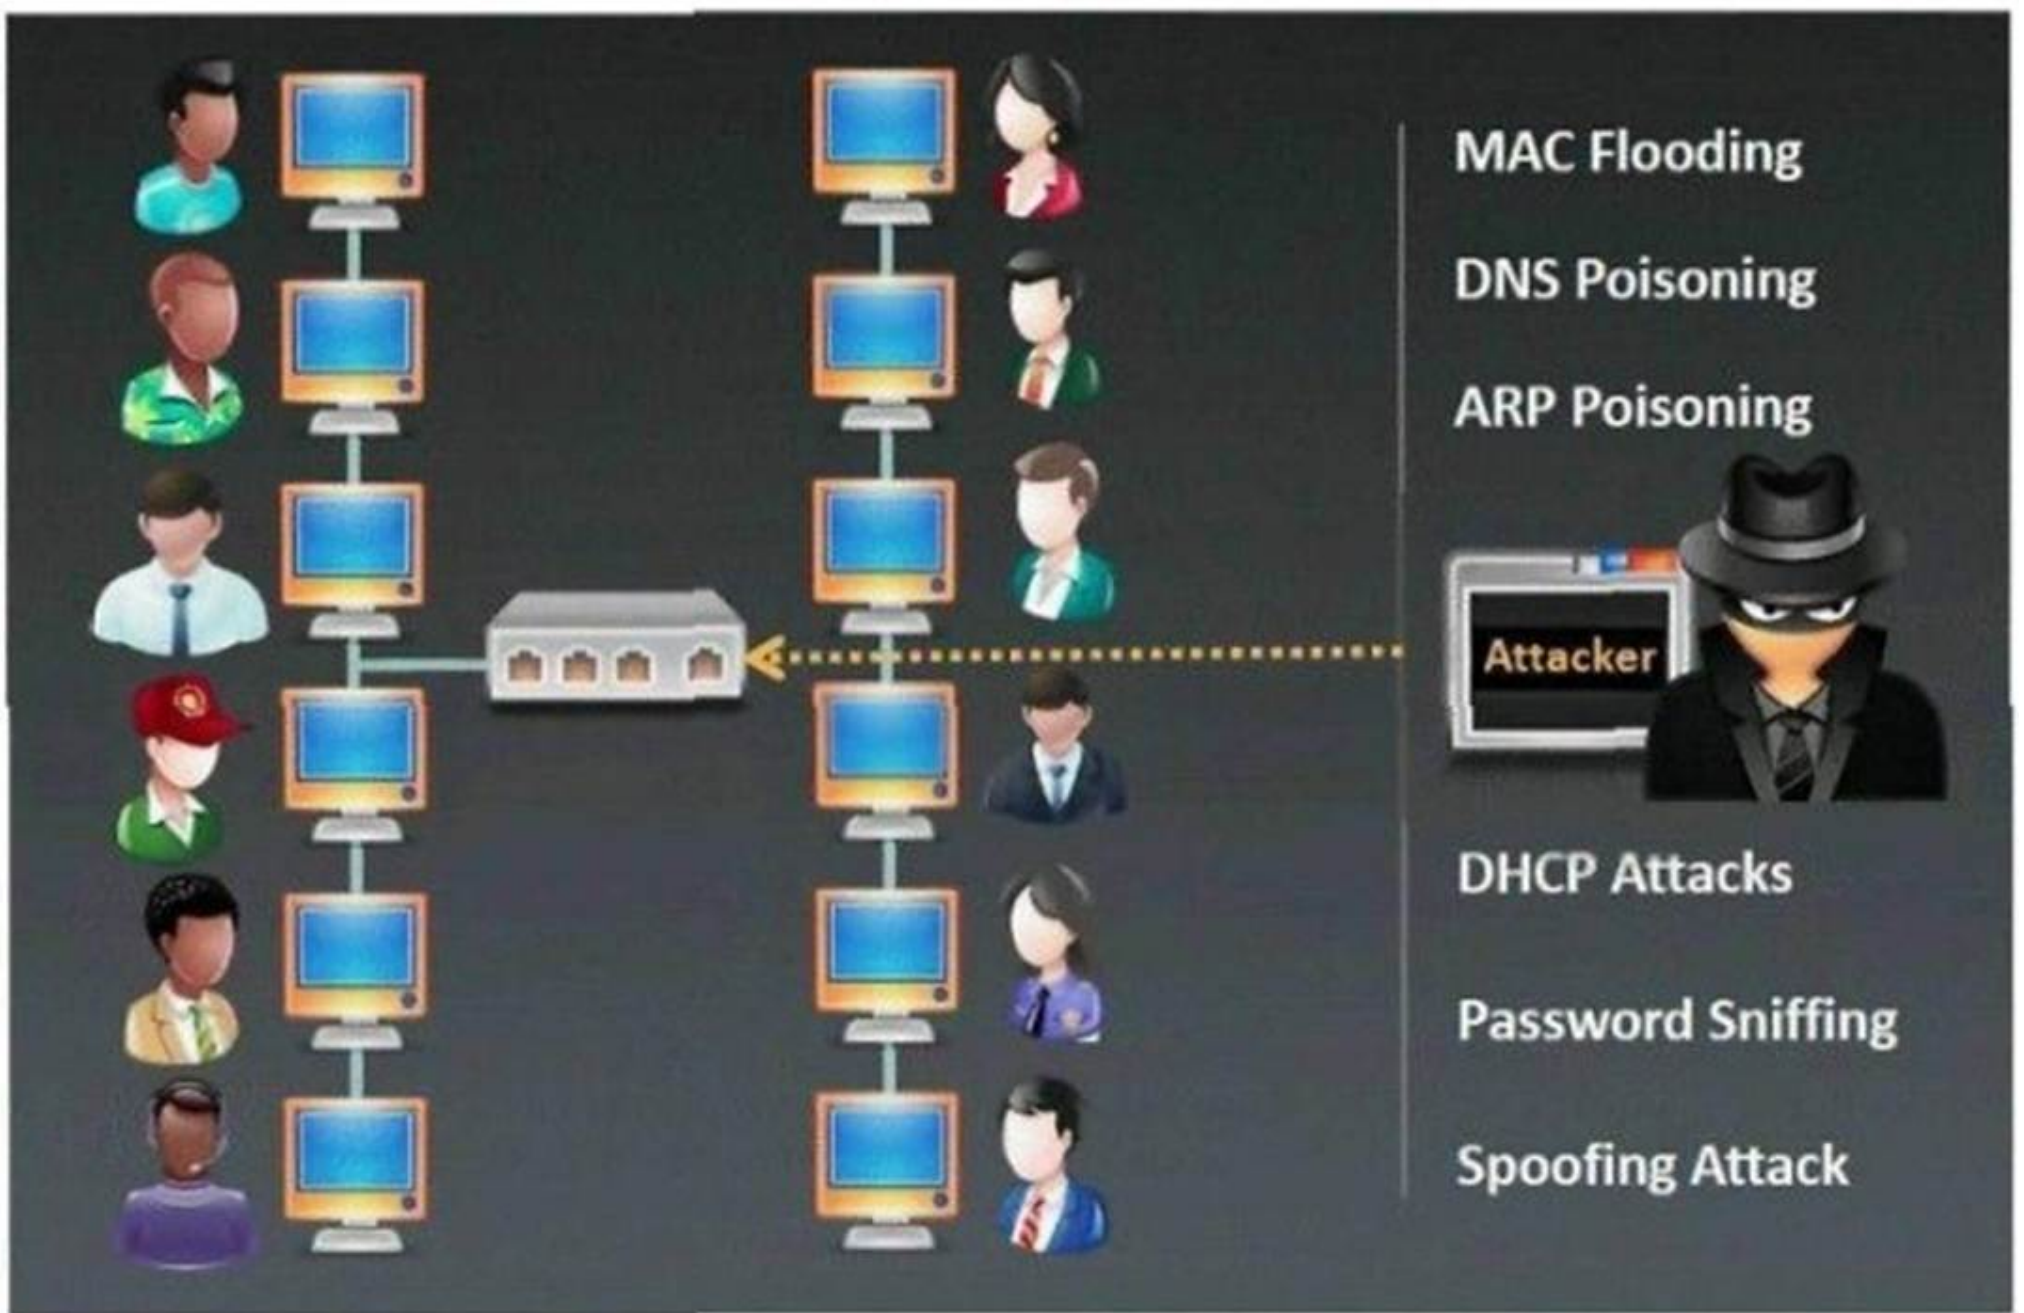 MAC Flooding
DNS Poisoning
ARP Poisoning
Attacker
DHCP Attacks
Password Sniffing
Spoofing Attack